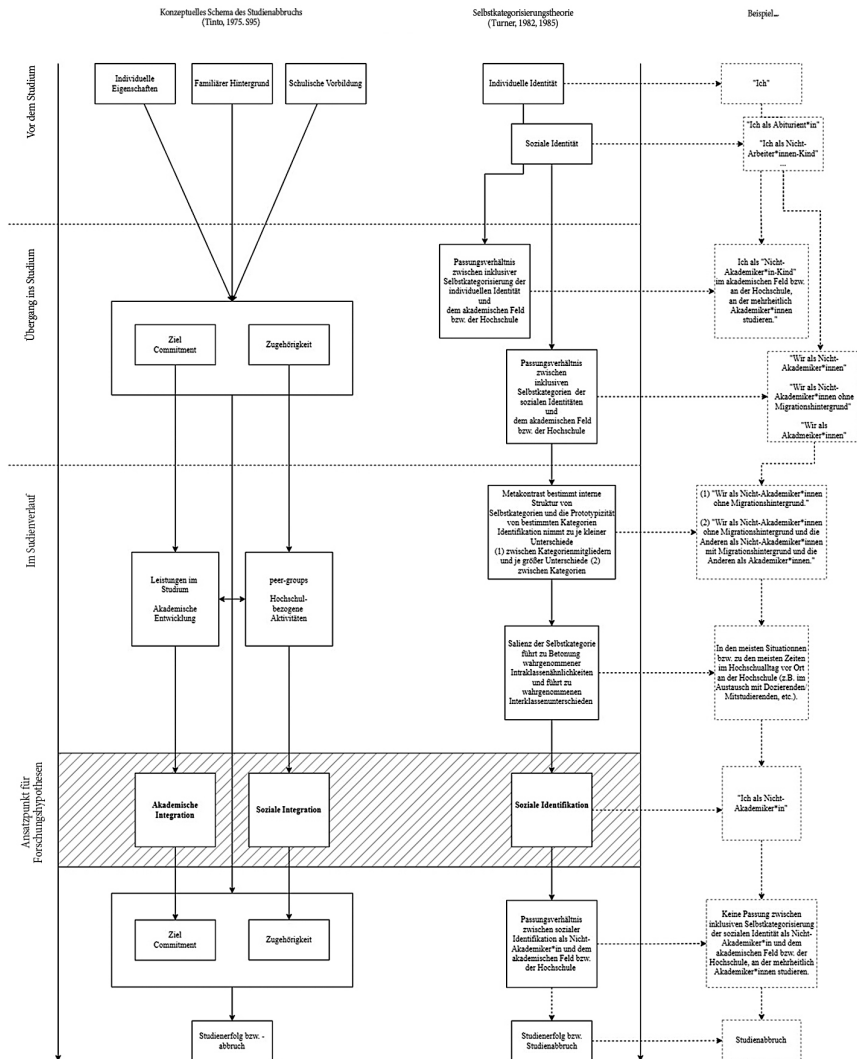 Konzeptuelles Schema des Studienabbruchs
(Tinto, 1975. S95)
Selbstkategorisierungstheorie
(Turner, 1982, 1985)
Beispiel...
Vor dem Studium
Individuelle
Eigenschaften
Familiärer Hintergrund
Schulische Vorbildung
Individuelle Identität
"Ich"
Soziale Identität
"Ich als Abiturient*in"
"Ich als Nicht-
Arbeiter*innen-Kind"
...
Übergang ins Studium
Ziel
Commitment
Zugehörigkeit
Passungsverhältnis
zwischen inklusiver
Selbstkategorisierung der
individuellen Identität
und
dem akademischen Feld
bzw. der Hochschule
Ich als "Nicht-
Akademiker*in-Kind"
im akademischen Feld bzw.
an der Hochschule,
an der mehrheitlich
Akademiker*innen
studieren."
Passungsverhältnis
zwischen
inklusiven
Selbstkategorien der
sozialen Identitäten
und
dem akademischen Feld
bzw. der Hochschule
"Wir als Nicht-
Akademiker*innen"
"Wir als Nicht-
Akademiker*innen ohne
Migrationshintergrund"
"Wir als
Akadmeiker*innen"
Im Sudienverlauf
Leistungen im
Studium
Akademische
Entwicklung
peer-groups
Hochschul-
bezogene
Aktivitäten
Metakontrast bestimmt interne
Struktur von
Selbstkategorien und die Prototypizität
von bestimmten Kategorien
Identifikation nimmt zu je kleiner
Unterschiede
(1) zwischen Kategorienmitgliedern
und je größer Unterschiede (2)
zwischen Kategorien
(1) "Wir als Nicht-Akademiker*innen
ohne Migrationshintergrund."
(2) "Wir als Nicht-Akademiker*innen
ohne Migrationshintergrund und die
Anderen als Nicht-Akademiker*innen
mit Migrationshintergrund und die
Anderen als Akademiker*innen."
Salienz der Selbstkategorie
führt zu Betonung
wahrgenommener
Intraklassenähnlichkeiten
und führt zu
wahrgenommenen
Interklassenunterschieden
In den meisten Situationnen
bzw. zu den meisten Zeiten
im Hochschualltag vor Ort
an der Hochschule (z.B. im
Austausch mit Dozierenden/
Mitstudierenden, etc.).
Ansatzpunkt für
Forschungshypothesen
Akademische
Integration
Soziale Integration
Soziale Identifikation
"Ich als Nicht-
Akademiker*in"
Ziel
Commitment
Zugehörigkeit
Passungsverhältnis
zwischen sozialer
Identifikation als Nicht-
Akademiker*in und dem
akademischen Feld bzw.
der Hochschule
Keine Passung zwischen
inklusiven Selbstkategorisierung
der sozialen Identität als Nicht-
Akademiker*in und dem
akademischen Feld bzw. der
Hochschule, an der mehrheitlich
Akademiker*innen studieren.
Studienerfolg bzw. -
abbruch
Studienerfolg bzw.
Studienabbruch
Studienabbruch